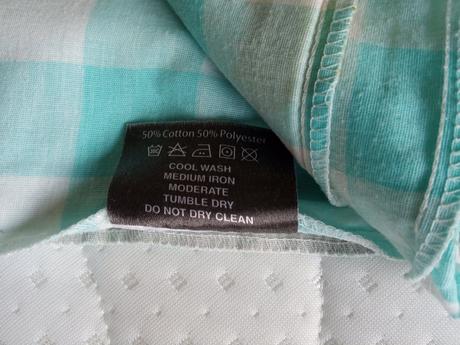 50% Cotton 50% Polyester
COOL WASH
MEDIUM IRON
MODERATE
TUMBLE DRY
DO NOT DRY CLEAN